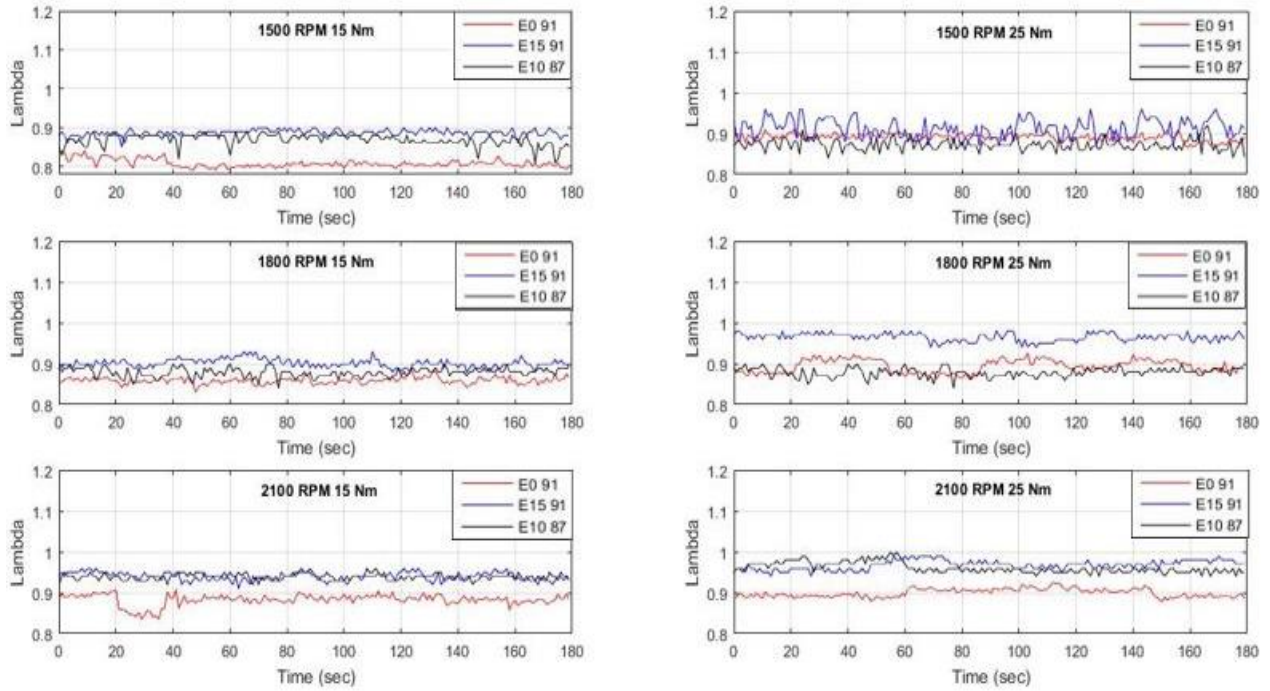 1500 RPM 15 Nm
E0 91
E15 91
E10 87
Lambda
1.2
1.1
1
0.9
0.8
0 20 40 60 80 100 120 140 160 180
Time (sec)
1500 RPM 25 Nm
E0 91
E15 91
E10 87
Lambda
1.2
1.1
1
0.9
0.8
0 20 40 60 80 100 120 140 160 180
Time (sec)
1800 RPM 15 Nm
E0 91
E15 91
E10 87
Lambda
1.2
1.1
1
0.9
0.8
0 20 40 60 80 100 120 140 160 180
Time (sec)
1800 RPM 25 Nm
E0 91
E15 91
E10 87
Lambda
1.2
1.1
1
0.9
0.8
0 20 40 60 80 100 120 140 160 180
Time (sec)
2100 RPM 15 Nm
E0 91
E15 91
E10 87
Lambda
1.2
1.1
1
0.9
0.8
0 20 40 60 80 100 120 140 160 180
Time (sec)
2100 RPM 25 Nm
E0 91
E15 91
E10 87
Lambda
1.2
1.1
1
0.9
0.8
0 20 40 60 80 100 120 140 160 180
Time (sec)